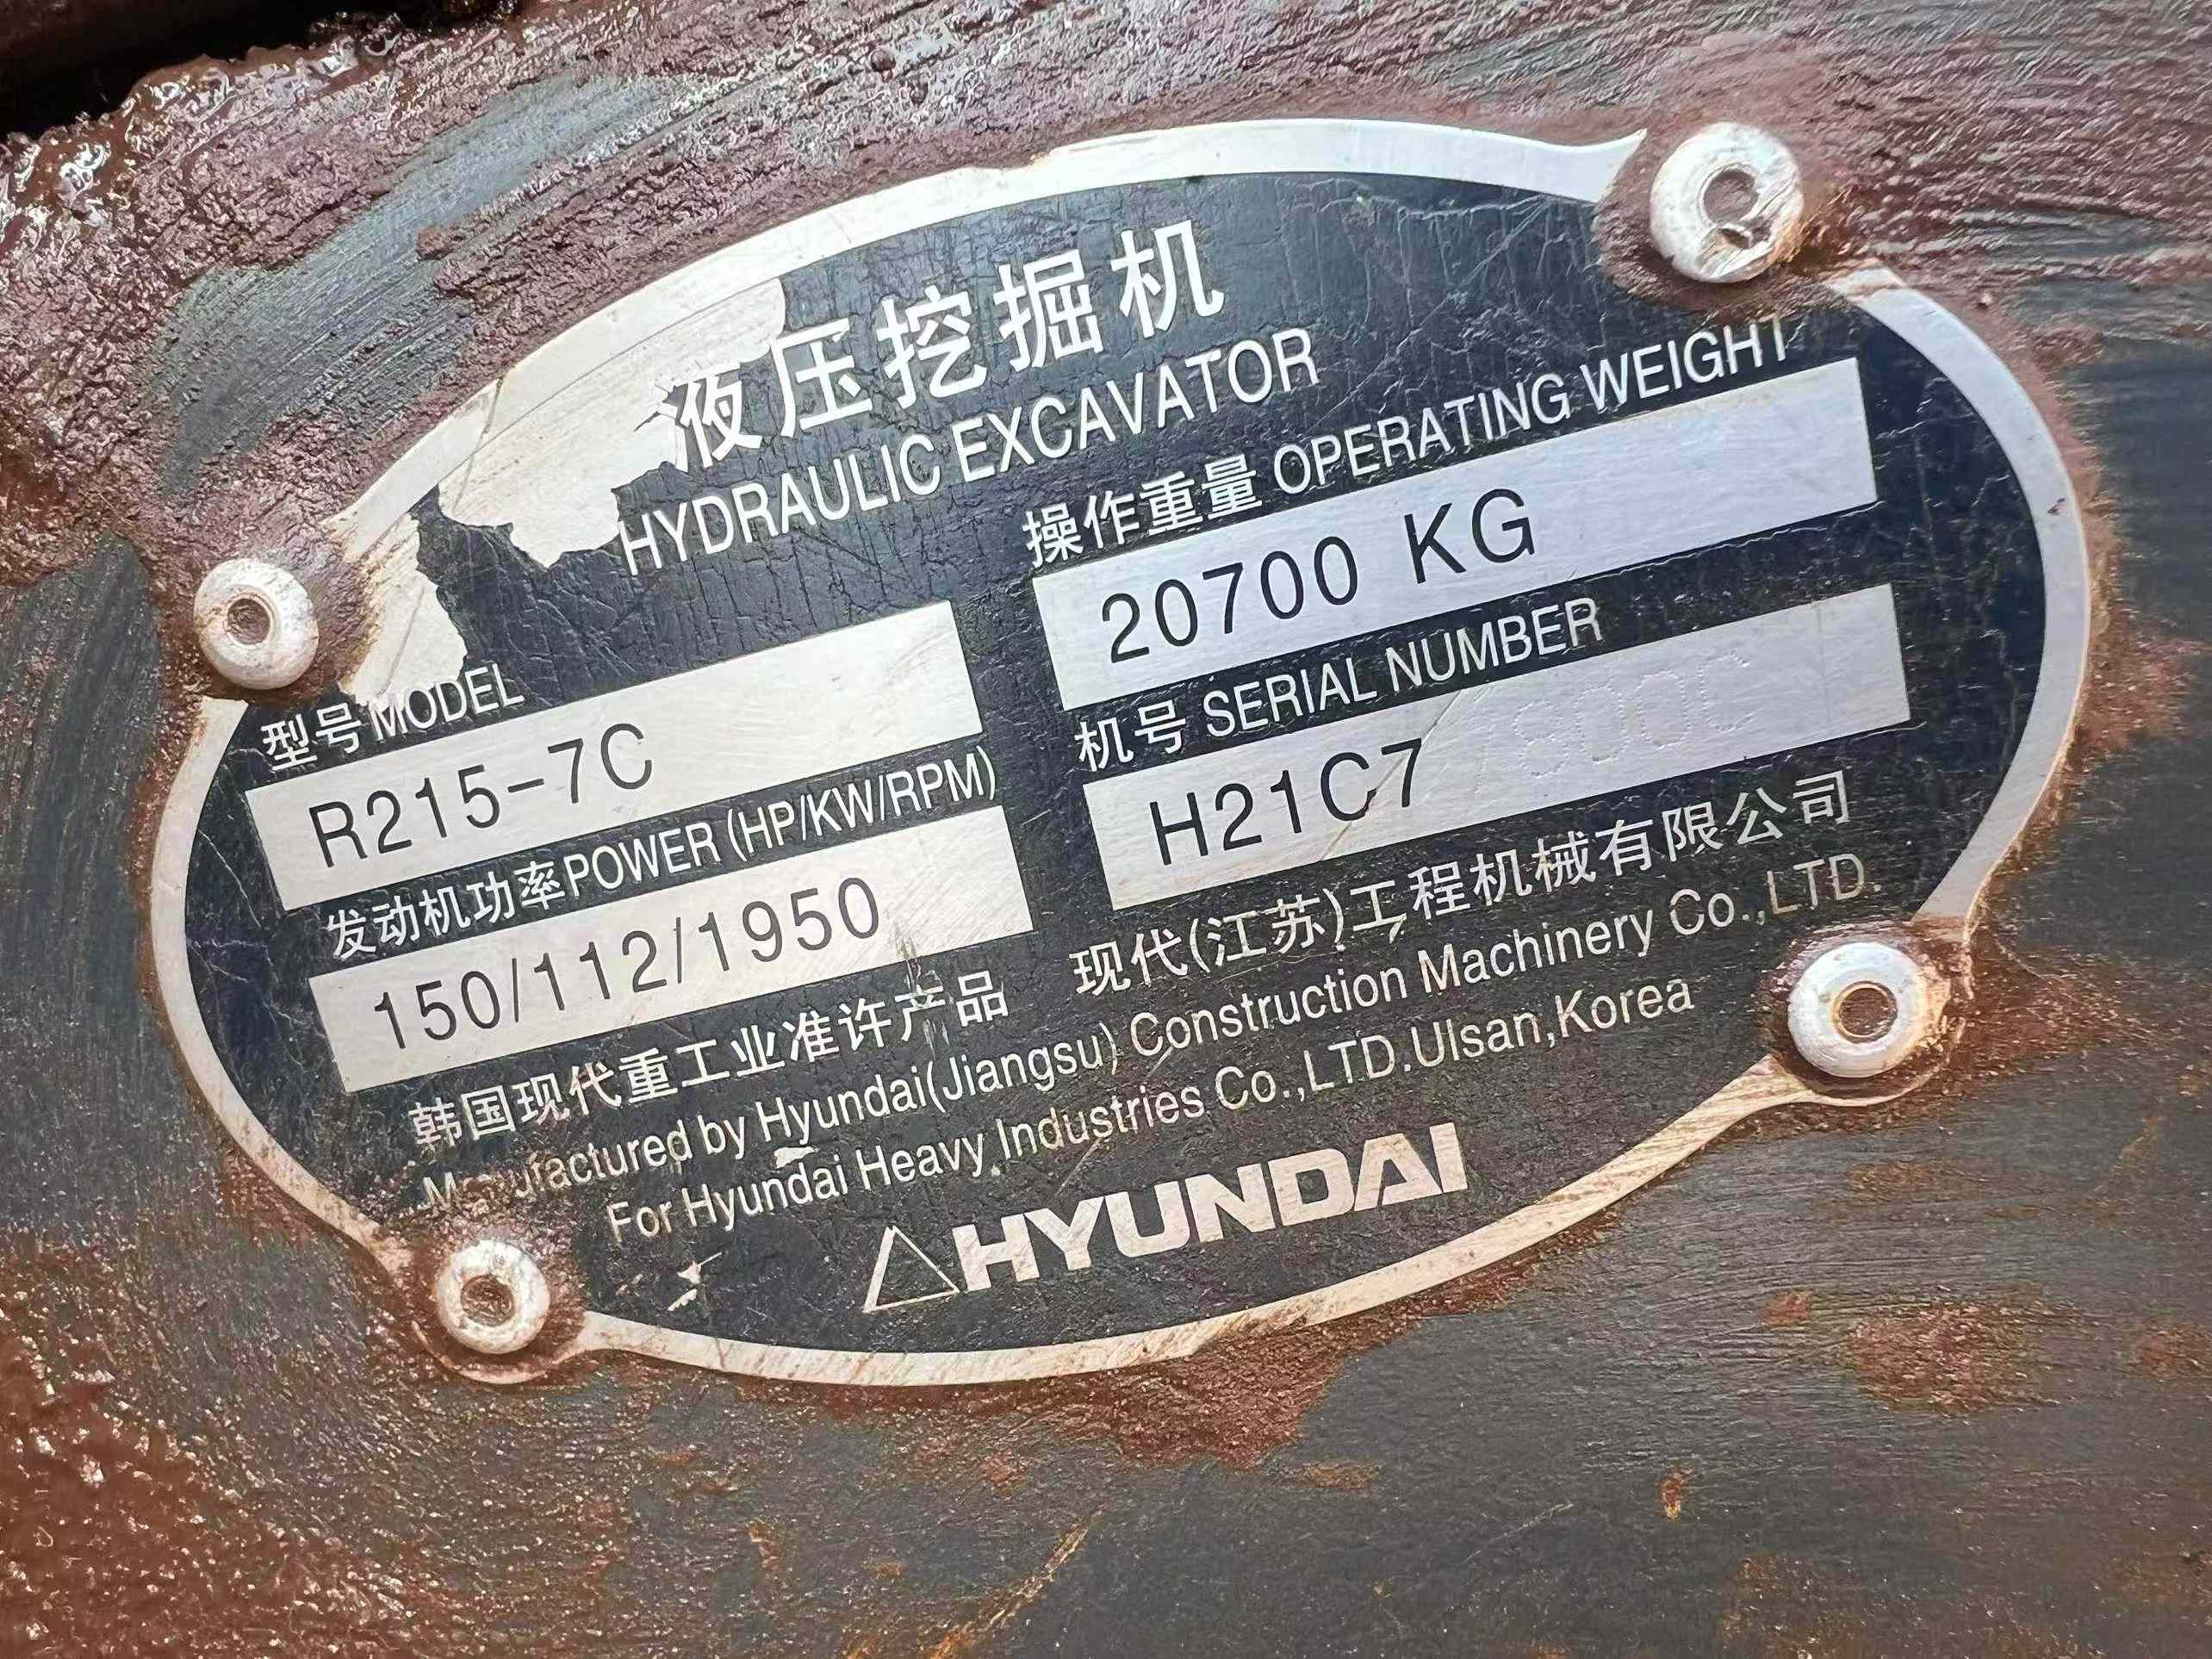 液压挖掘机
HYDRAULIC EXCAVATOR
操作重量 OPERATING WEIGHT
20700 KG
型号 MODEL
R215-7C
机号 SERIAL NUMBER
H21C7
发动机功率 POWER (HP/KW/RPM)
150/112/1950
韩国现代重工业准许产品 现代(江苏)工程机械有限公司
Manufactured by Hyundai(Jiangsu) Construction Machinery Co.,LTD.
For Hyundai Heavy Industries Co.,LTD.Ulsan,Korea
HYUNDAI